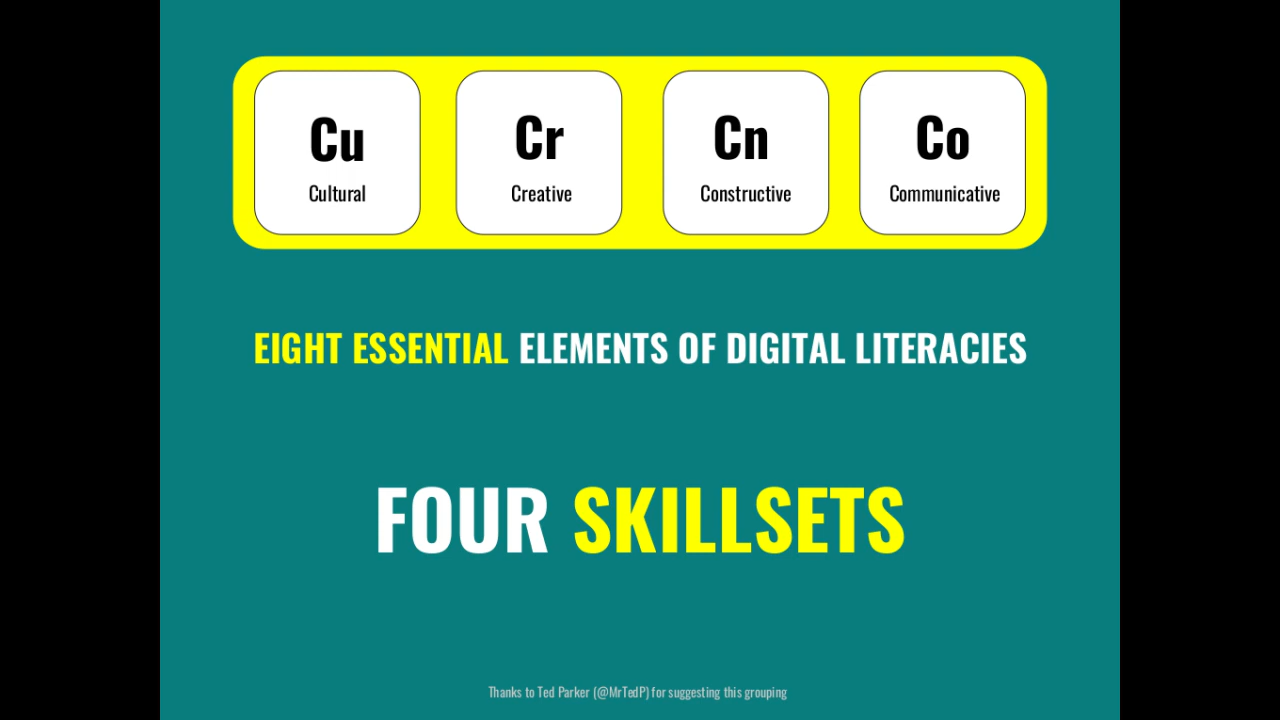 Cu Cr Cn Co
Cultural Creative Constructive Communicative
EIGHT ESSENTIAL ELEMENTS OF DIGITAL LITERACIES
FOUR SKILLSETS
Thanks to Ted Parker (@MrTedP) for suggesting this grouping